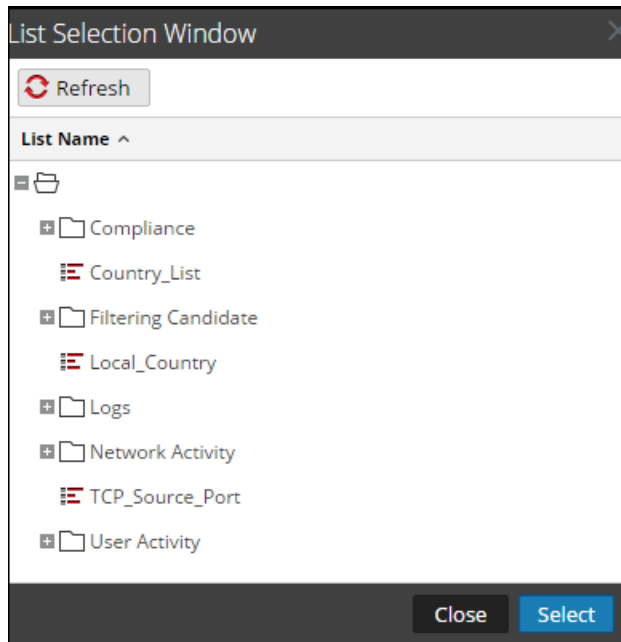 List Selection Window
Refresh
List Name
Compliance
Country_List
Filtering Candidate
Local_Country
Logs
Network Activity
TCP_Source_Port
User Activity
Close Select